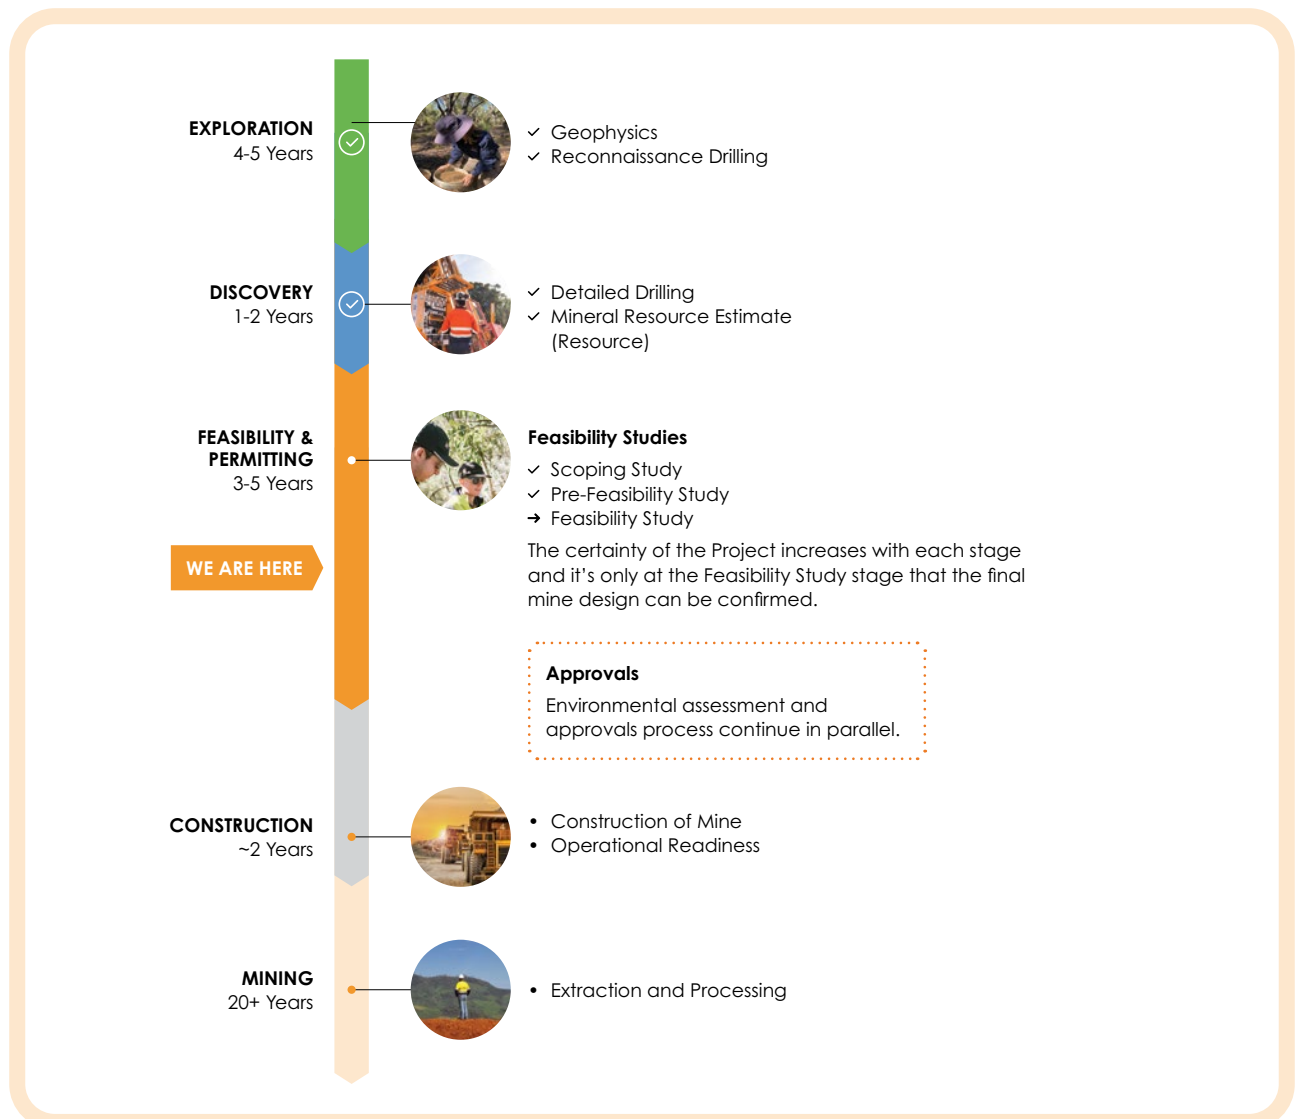 EXPLORATION
4-5 Years
✓ Geophysics
✓ Reconnaissance Drilling
DISCOVERY
1-2 Years
✓ Detailed Drilling
✓ Mineral Resource Estimate
(Resource)
FEASIBILITY &
PERMITTING
3-5 Years
Feasibility Studies
✓ Scoping Study
✓ Pre-Feasibility Study
➔ Feasibility Study
The certainty of the Project increases with each stage
and it’s only at the Feasibility Study stage that the final
mine design can be confirmed.
WE ARE HERE
Approvals
Environmental assessment and
approvals process continue in parallel.
CONSTRUCTION
~2 Years
• Construction of Mine
• Operational Readiness
MINING
20+ Years
• Extraction and Processing